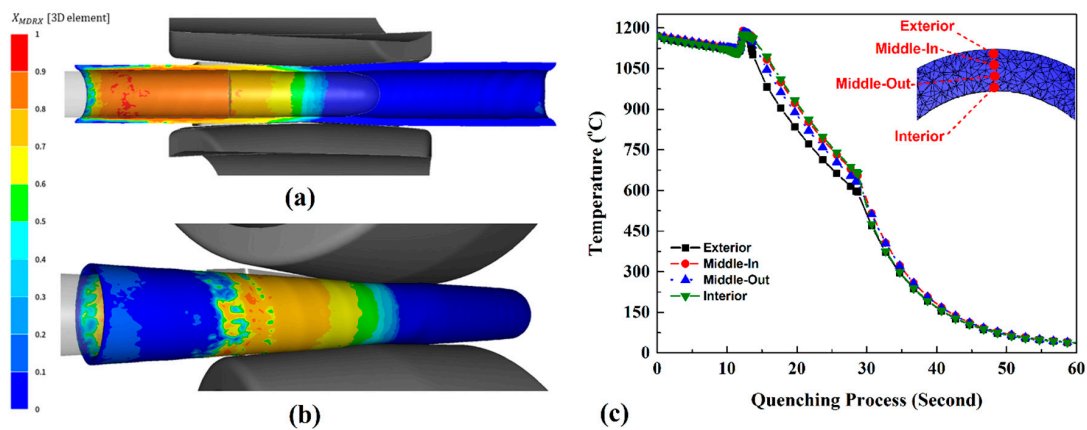 X_MDRX [3D element]
1
0.9
0.8
0.7
0.6
0.5
0.4
0.3
0.2
0.1
0
(a)
(b)
(c)
1200
1050
900
750
600
450
300
150
0
Temperature (°C)
0 10 20 30 40 50 60
Quenching Process (Second)
Exterior
Middle-In
Middle-Out
Interior
Exterior
Middle-In
Middle-Out
Interior